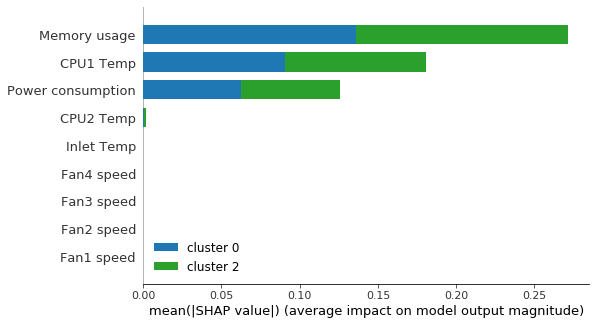 Memory usage
CPU1 Temp
Power consumption
CPU2 Temp
Inlet Temp
Fan4 speed
Fan3 speed
Fan2 speed
Fan1 speed
cluster 0
cluster 2
0.00 0.05 0.10 0.15 0.20 0.25
mean(|SHAP value|) (average impact on model output magnitude)